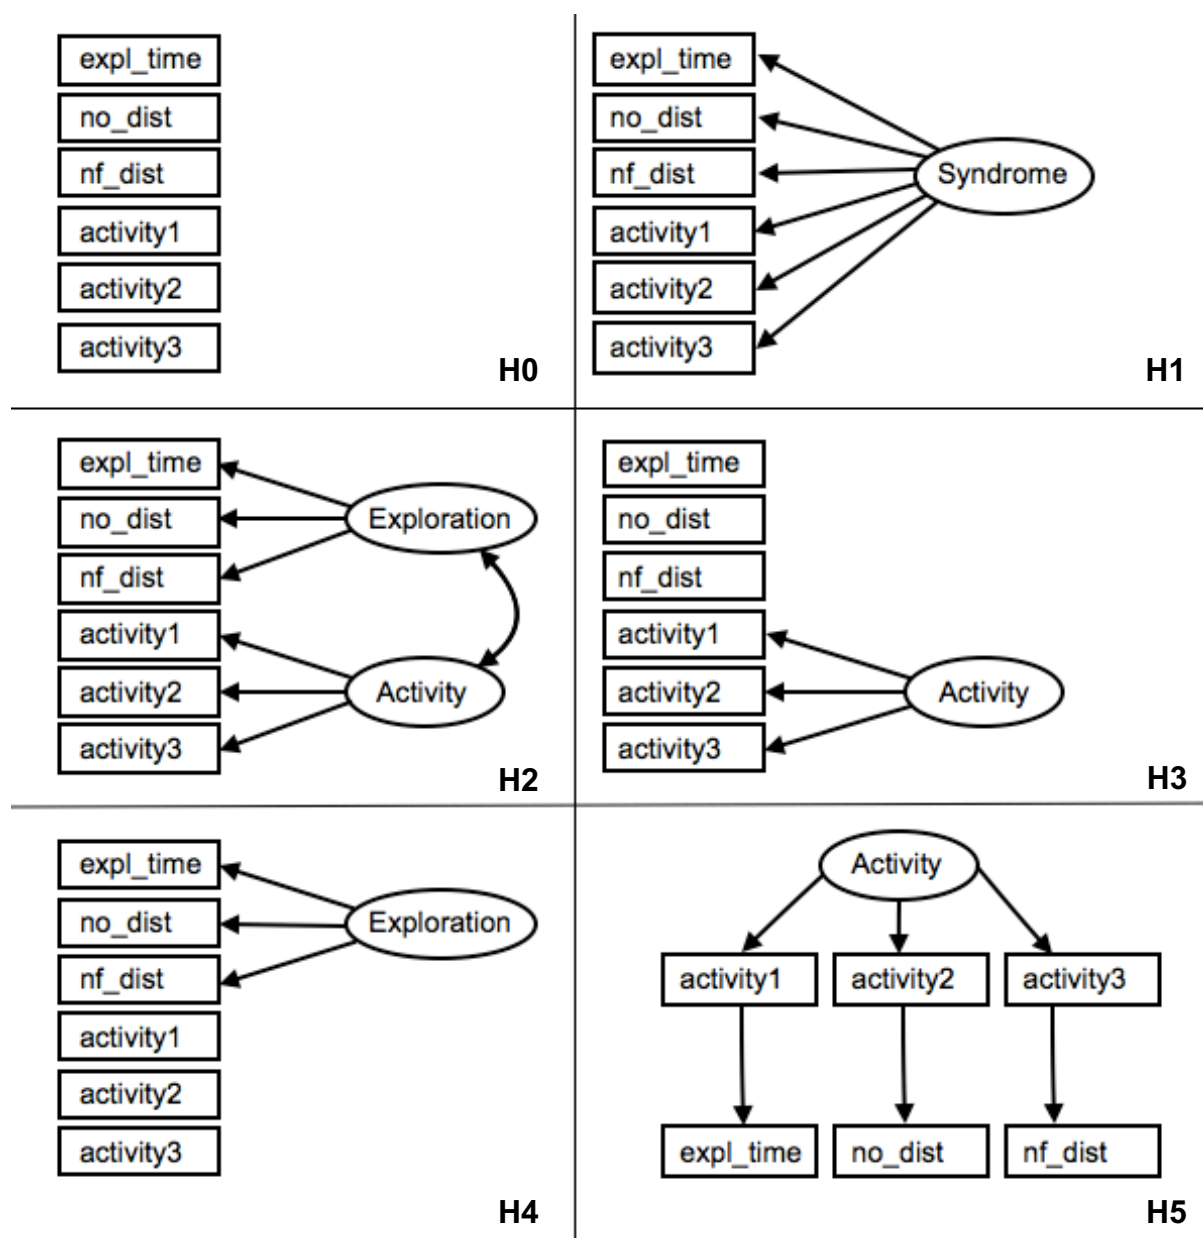 expl_time
no_dist
nf_dist
activity1
activity2
activity3
H0
expl_time
no_dist
nf_dist
Syndrome
activity1
activity2
activity3
H1
expl_time
no_dist
Exploration
nf_dist
activity1
activity2
Activity
activity3
H2
expl_time
no_dist
nf_dist
activity1
activity2
Activity
activity3
H3
expl_time
no_dist
Exploration
nf_dist
activity1
activity2
activity3
H4
Activity
activity1 activity2 activity3
expl_time no_dist nf_dist
H5